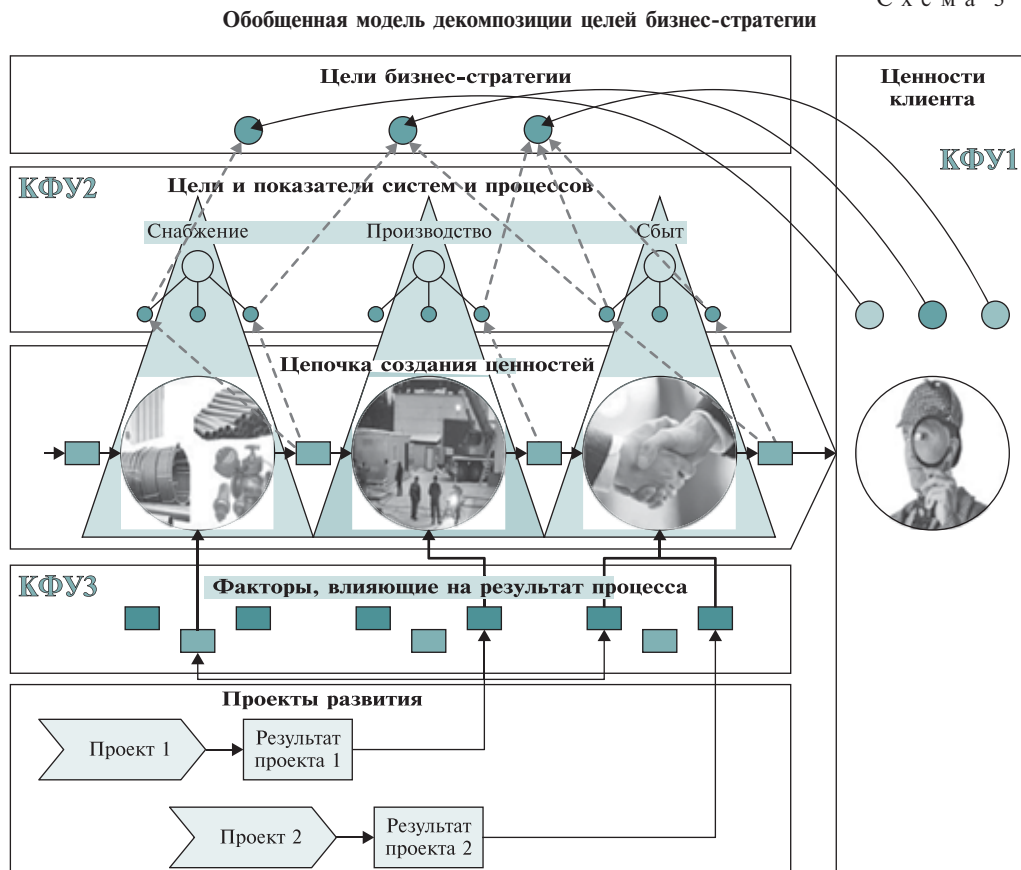 С х е м а 3
Обобщенная модель декомпозиции целей бизнес-стратегии
Цели бизнес-стратегии
Ценности
клиента
КФУ1
КФУ2
Цели и показатели систем и процессов
Снабжение
Производство
Сбыт
Цепочка создания ценностей
КФУ3
Факторы, влияющие на результат процесса
Проекты развития
Проект 1
Результат
проекта 1
Проект 2
Результат
проекта 2